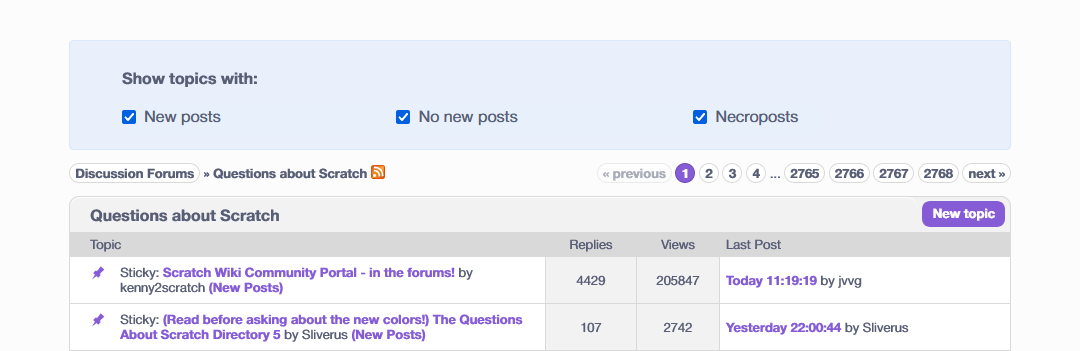 Show topics with:
New posts No new posts Necroposts
Discussion Forums » Questions about Scratch « previous 1 2 3 4 ... 2765 2766 2767 2768 next »
Questions about Scratch New topic
Topic Replies Views Last Post
Sticky: Scratch Wiki Community Portal - in the forums! by
kenny2scratch (New Posts) 4429 205847 Today 11:19:19 by jvvg
Sticky: (Read before asking about the new colors!) The Questions
About Scratch Directory 5 by Sliverus (New Posts) 107 2742 Yesterday 22:00:44 by Sliverus